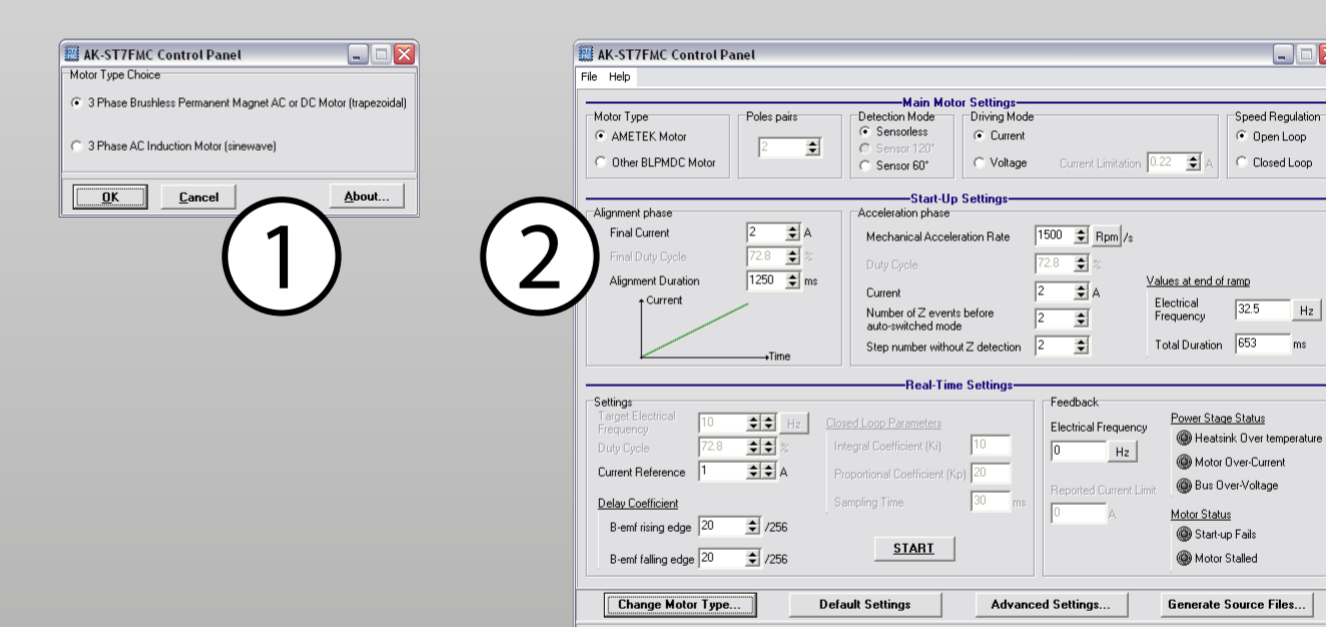 AK-ST7FMC Control Panel
Motor Type Choice
3 Phase Brushless Permanent Magnet AC or DC Motor (trapezoidal)
3 Phase AC Induction Motor (sinewave)
OK Cancel About...
1
2
AK-ST7FMC Control Panel
File Help
Main Motor Settings
Motor Type
AMETEK Motor
Other BLPMDC Motor
Poles pairs
2
Detection Mode
Sensorless
Sensor 120°
Sensor 60°
Driving Mode
Current
Voltage Current Limitation 0.22 A
Speed Regulation
Open Loop
Closed Loop
Start-Up Settings
Alignment phase
Final Current 2 A
Final Duty Cycle 72.8 %
Alignment Duration 1250 ms
Current
Time
Acceleration phase
Mechanical Acceleration Rate 1500 Rpm /s
Duty Cycle 72.8 %
Current 2 A
Number of Z events before
auto-switched mode 2
Step number without Z detection 2
Values at end of ramp
Electrical
Frequency 32.5 Hz
Total Duration 653 ms
Real-Time Settings
Settings
Target Electrical
Frequency 10 Hz
Duty Cycle 72.8 %
Current Reference 1 A
Delay Coefficient
B-emf rising edge 20 /256
B-emf falling edge 20 /256
Closed Loop Parameters
Integral Coefficient (Ki) 10
Proportional Coefficient (Kp) 20
Sampling Time 30 ms
START
Feedback
Electrical Frequency
0 Hz
Reported Current Limit
0 A
Power Stage Status
Heatsink Over temperature
Motor Over-Current
Bus Over-Voltage
Motor Status
Start-up Fails
Motor Stalled
Change Motor Type... Default Settings Advanced Settings... Generate Source Files...